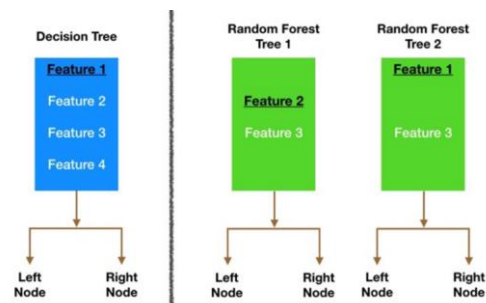 Decision Tree
Feature 1
Feature 2
Feature 3
Feature 4
Left
Node
Right
Node
Random Forest
Tree 1
Feature 2
Feature 3
Left
Node
Right
Node
Random Forest
Tree 2
Feature 1
Feature 3
Left
Node
Right
Node